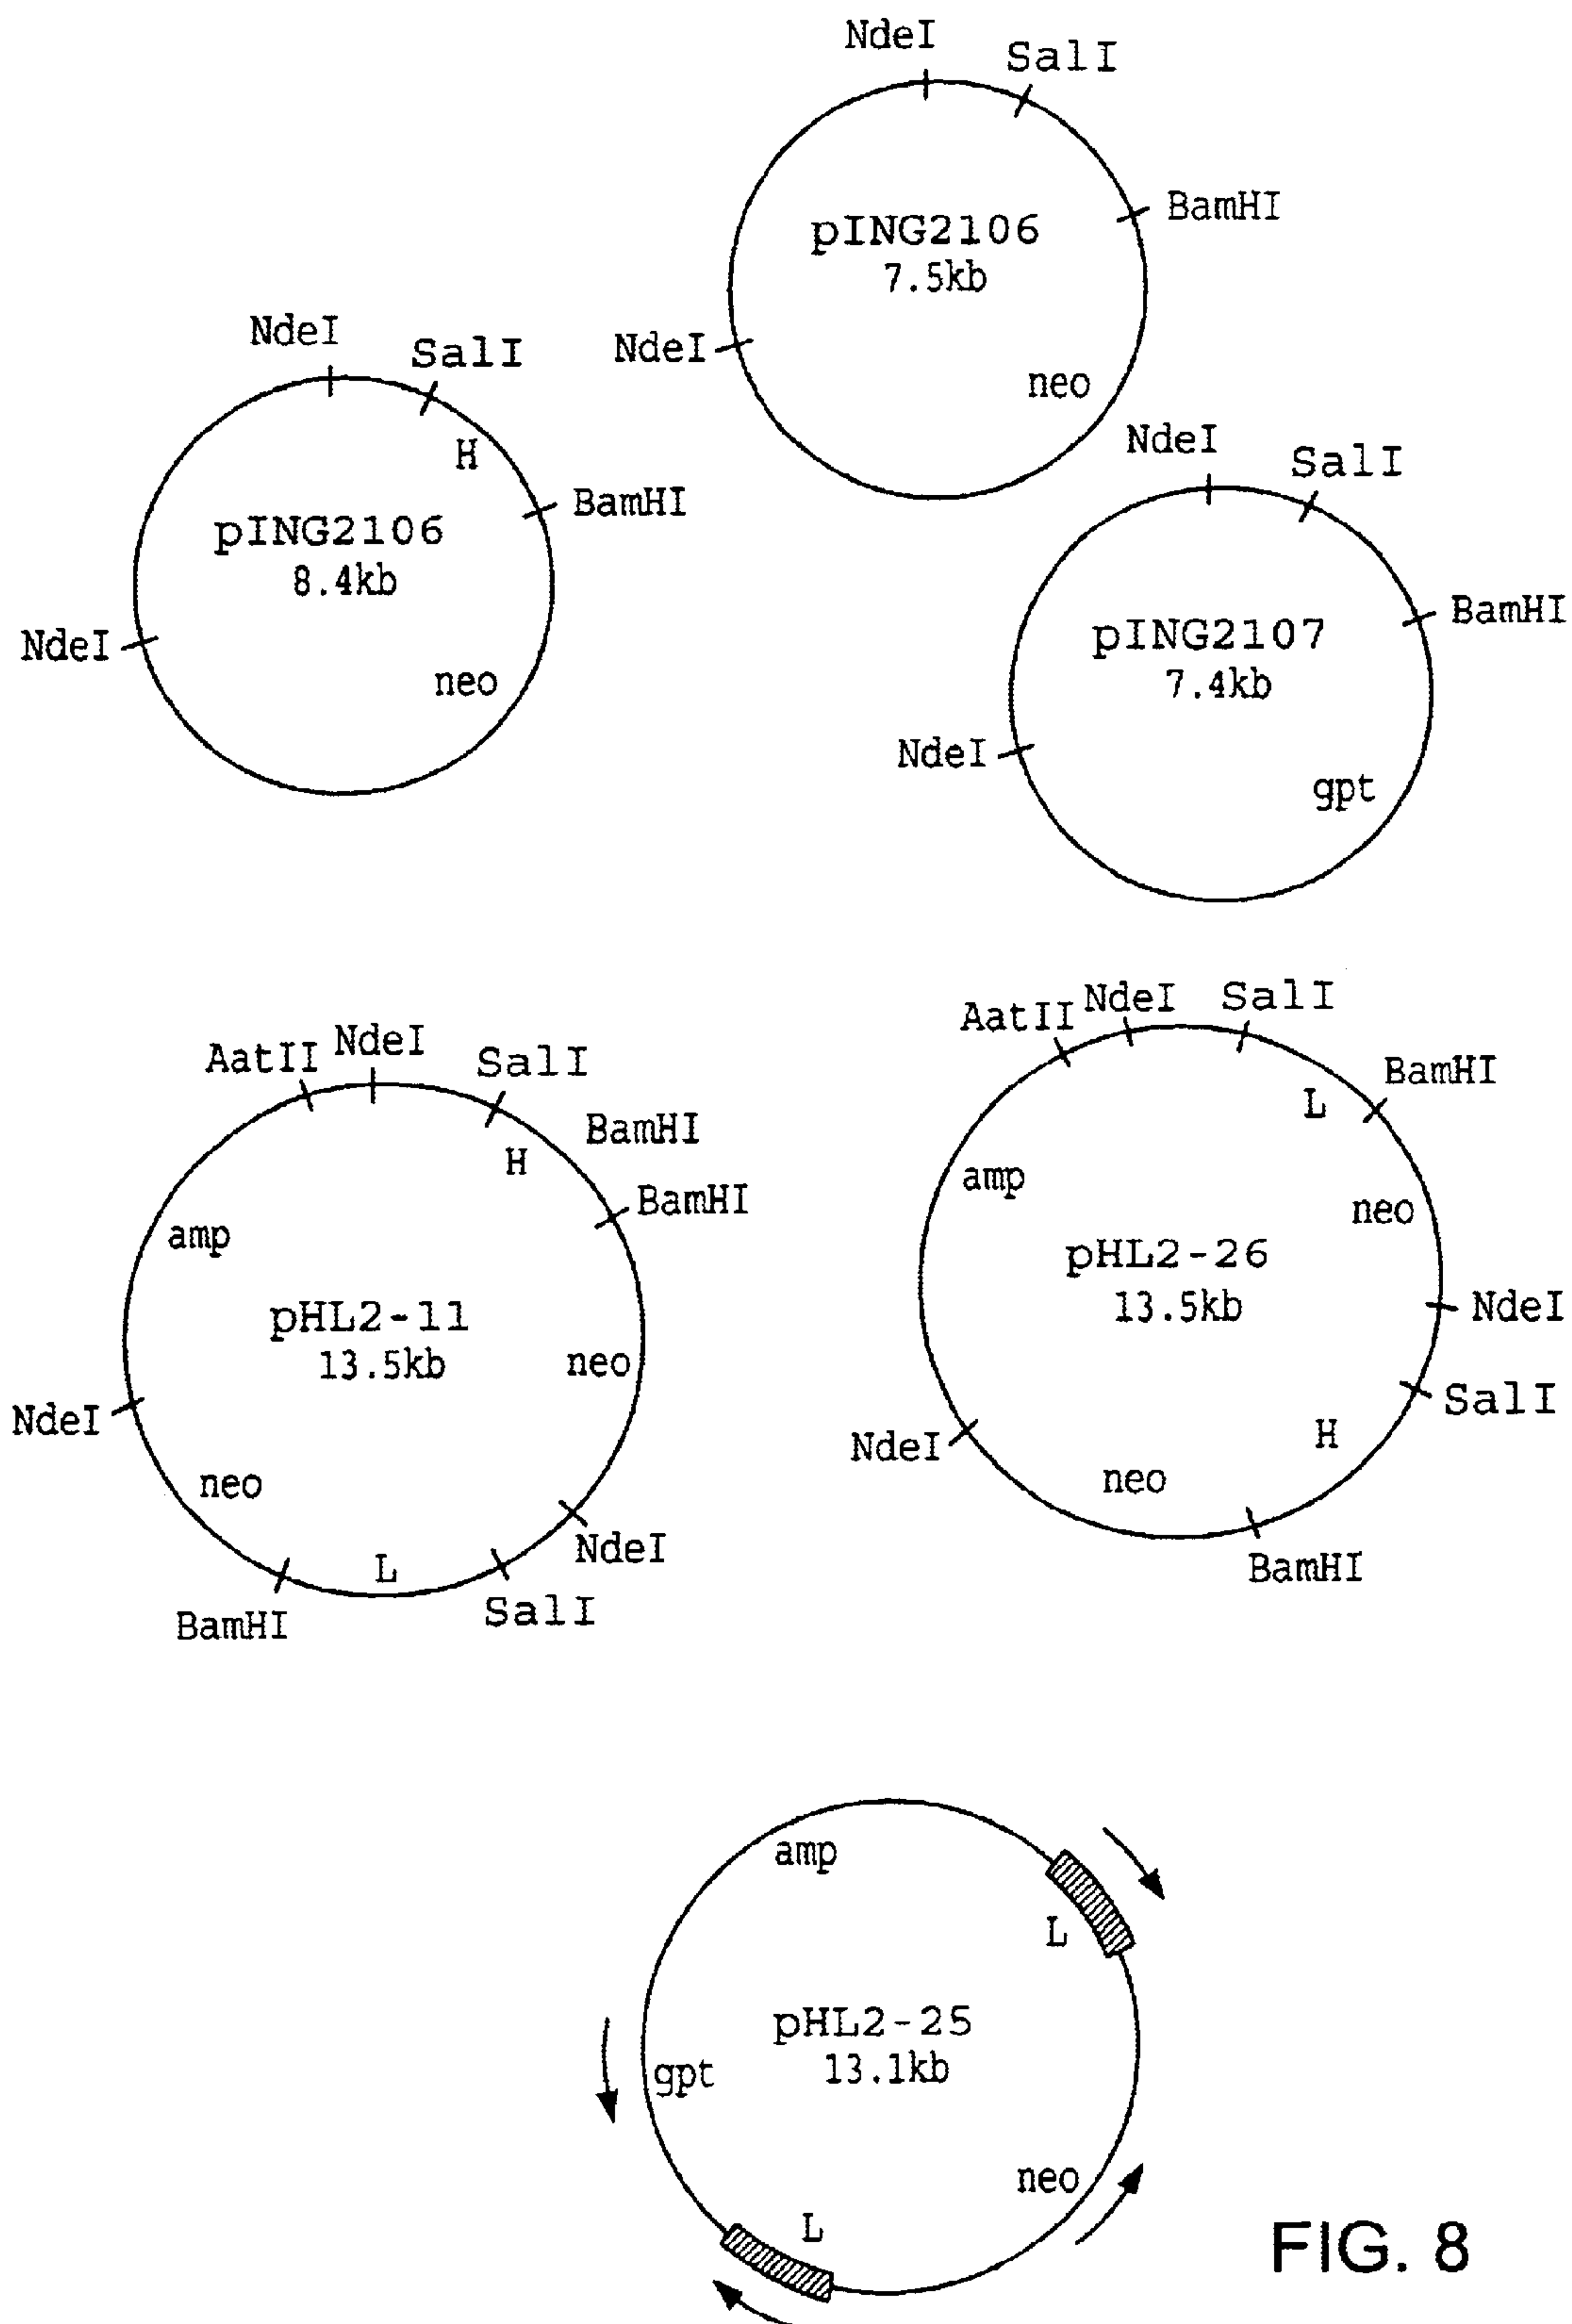 NdeI
SalI
BamHI
pING2106
7.5kb
NdeI
neo
NdeI
SalI
H
BamHI
pING2106
8.4kb
NdeI
neo
NdeI
SalI
BamHI
pING2107
7.4kb
NdeI
gpt
AatII
NdeI
SalI
BamHI
H
BamHI
amp
pHL2-11
13.5kb
neo
NdeI
neo
NdeI
L
SalI
BamHI
AatII
NdeI
SalI
BamHI
L
amp
neo
pHL2-26
13.5kb
NdeI
SalI
H
NdeI
neo
BamHI
amp
L
pHL2-25
13.1kb
gpt
neo
L
FIG. 8